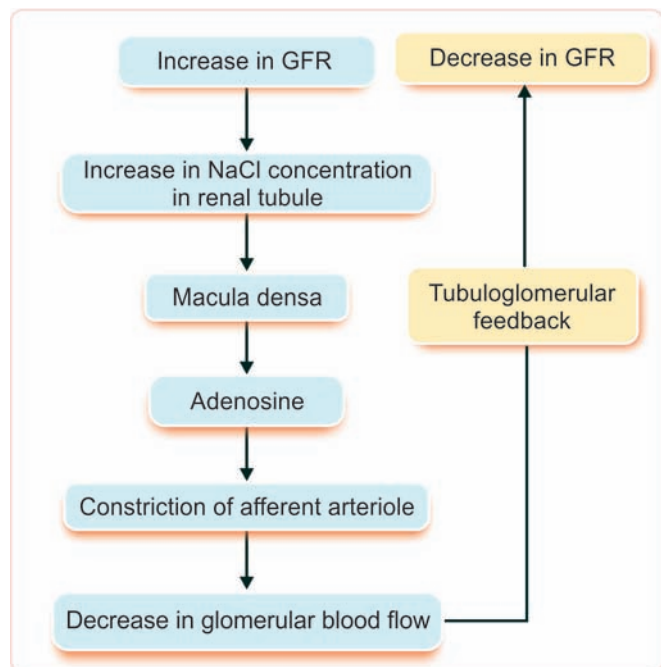 Increase in GFR
Decrease in GFR
Increase in NaCl concentration
in renal tubule
Macula densa
Tubuloglomerular
feedback
Adenosine
Constriction of afferent arteriole
Decrease in glomerular blood flow